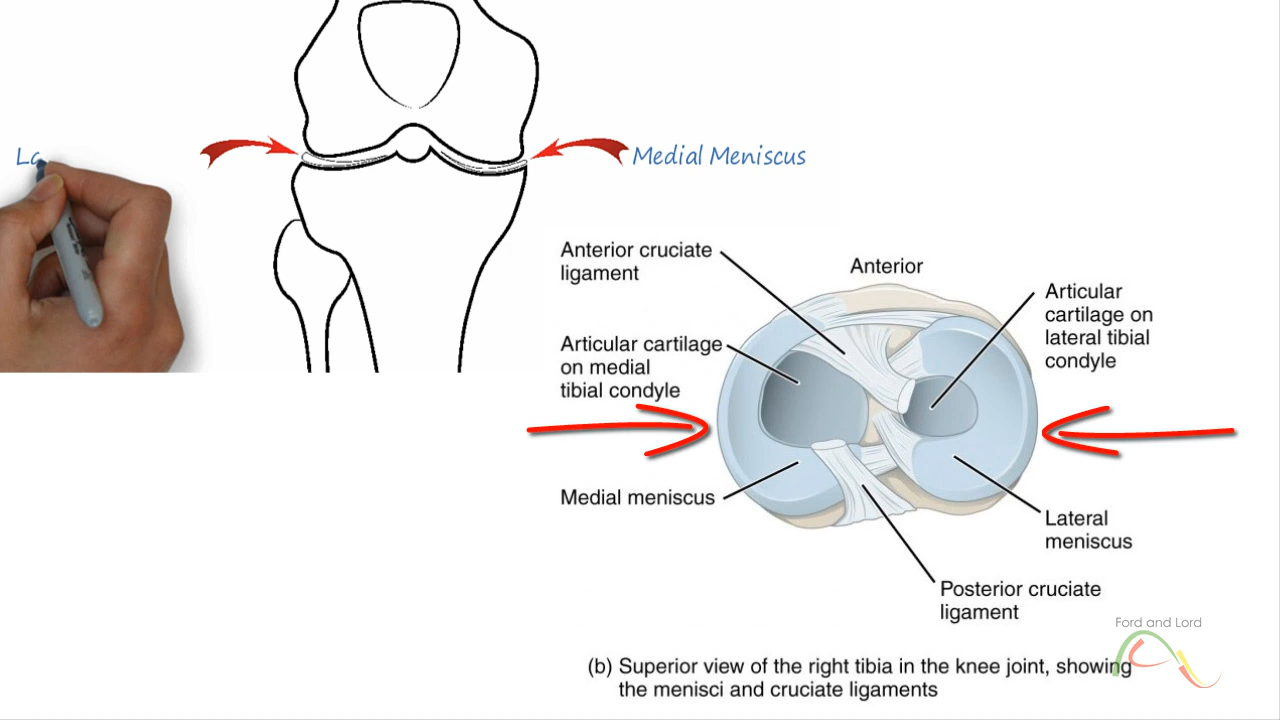 La
Medial Meniscus
Anterior cruciate
ligament
Anterior
Articular
cartilage on
lateral tibial
condyle
Articular cartilage
on medial
tibial condyle
Medial meniscus
Lateral
meniscus
Posterior cruciate
ligament
Ford and Lord
(b) Superior view of the right tibia in the knee joint, showing
the menisci and cruciate ligaments